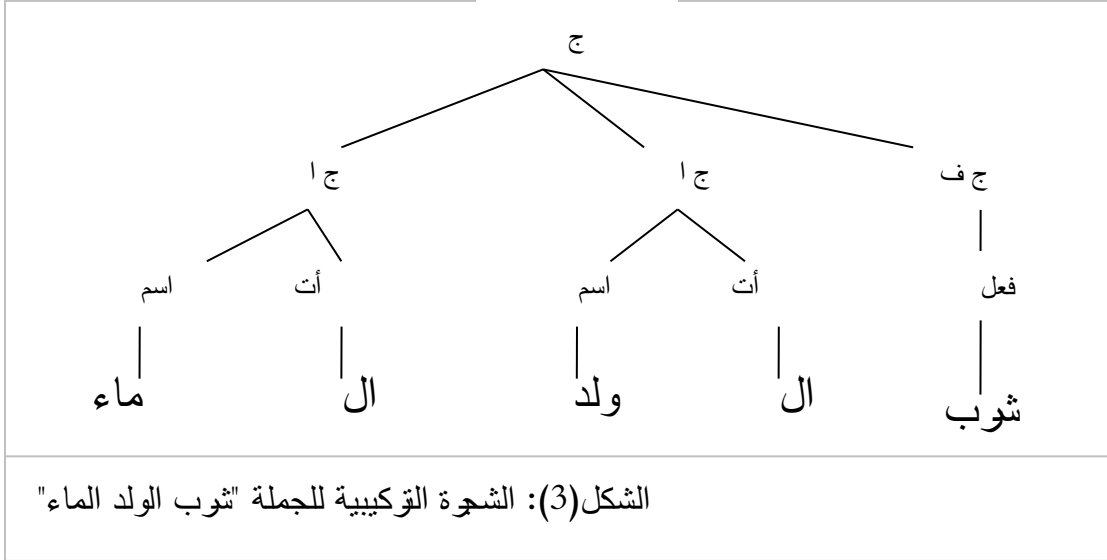 ج
ج ف ج ا ج ا
فعل أت اسم أت اسم
شرب ال ولد ال ماء
الشكل(3): الشجرة التركيبية للجملة "شرب الولد الماء"